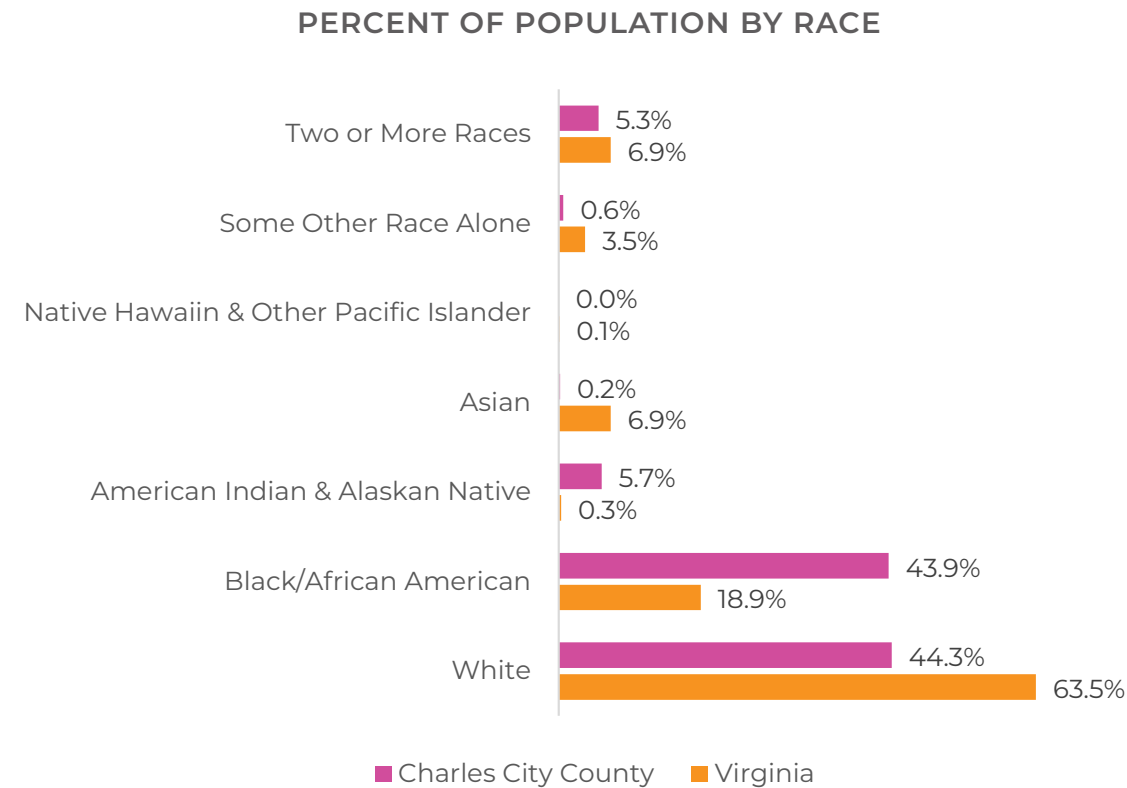 PERCENT OF POPULATION BY RACE
Two or More Races
5.3%
6.9%
Some Other Race Alone
0.6%
3.5%
Native Hawaiin & Other Pacific Islander
0.0%
0.1%
Asian
0.2%
6.9%
American Indian & Alaskan Native
5.7%
0.3%
Black/African American
43.9%
18.9%
White
44.3%
63.5%
Charles City County
Virginia